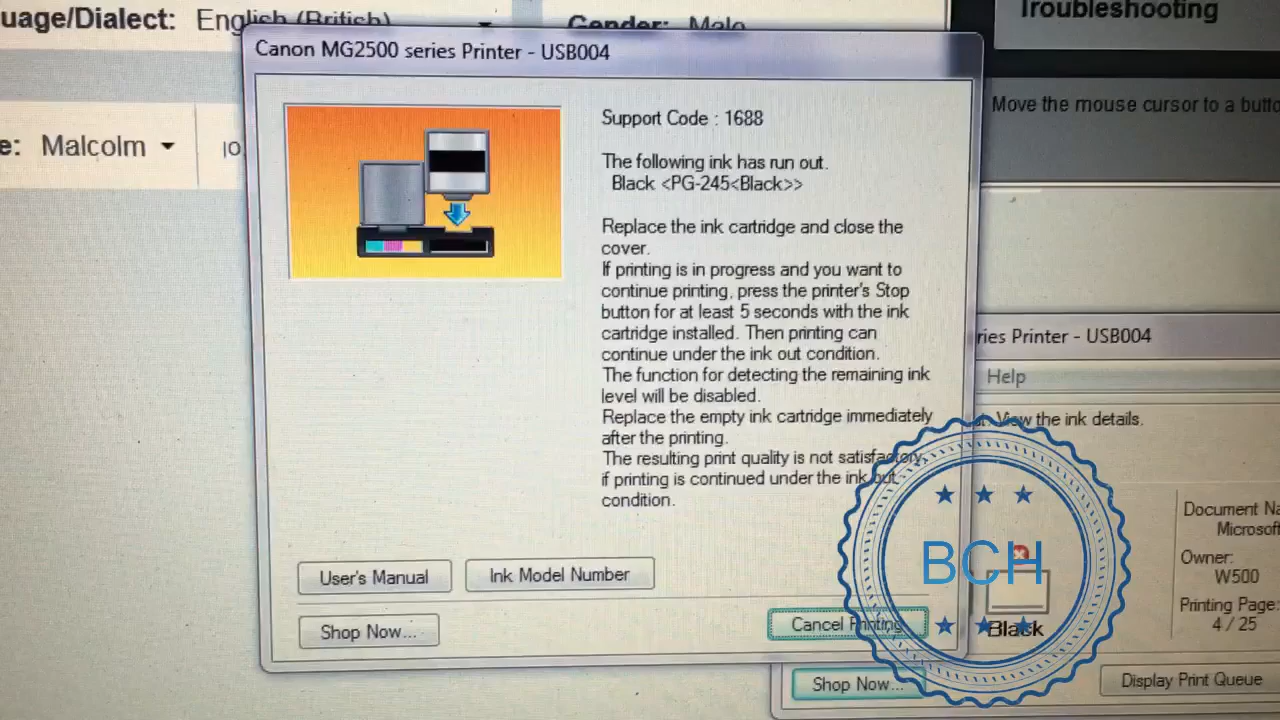 uage/Dialect: English (British)
Gender: Male
Troubleshooting
Canon MG2500 series Printer - USB004
Move the mouse cursor to a butto
e: Malcolm
Support Code : 1688
The following ink has run out.
Black <PG-245<Black>>
Replace the ink cartridge and close the
cover.
If printing is in progress and you want to
continue printing, press the printer's Stop
button for at least 5 seconds with the ink
cartridge installed. Then printing can
continue under the ink out condition.
The function for detecting the remaining ink
level will be disabled.
Replace the empty ink cartridge immediately
after the printing.
The resulting print quality is not satisfactory,
if printing is continued under the ink out
condition.
User's Manual
Ink Model Number
Shop Now...
Cancel Printing
ries Printer - USB004
Help
ut. View the ink details.
Document Na
Microsoft
Owner:
W500
Printing Page:
4 / 25
Black
Shop Now...
Display Print Queue
BCH